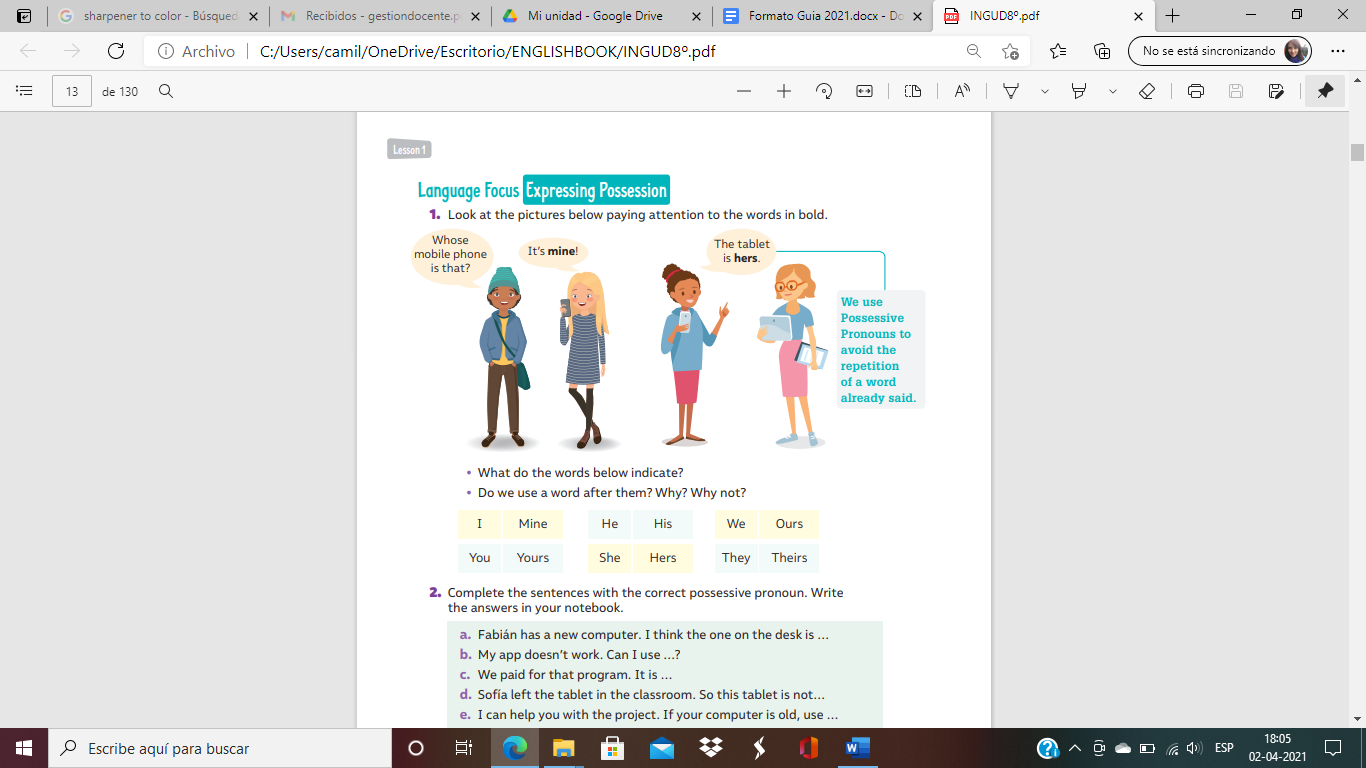 sharpener to color - Búsqued
Recibidos - gestiondocente.p
Mi unidad - Google Drive
Formato Guia 2021.docx - Do
INGUD8º.pdf
Archivo
C:/Users/camil/OneDrive/Escritorio/ENGLISHBOOK/INGUD8º.pdf
No se está sincronizando
13
de 130
Lesson 1
Language Focus Expressing Possession
1. Look at the pictures below paying attention to the words in bold.
Whose
mobile phone
is that?
It's mine!
The tablet
is hers.
We use
Possessive
Pronouns to
avoid the
repetition
of a word
already said.
• What do the words below indicate?
• Do we use a word after them? Why? Why not?
I Mine He His We Ours
You Yours She Hers They Theirs
2. Complete the sentences with the correct possessive pronoun. Write
the answers in your notebook.
a. Fabián has a new computer. I think the one on the desk is ...
b. My app doesn't work. Can I use ...?
c. We paid for that program. It is ...
d. Sofía left the tablet in the classroom. So this tablet is not...
e. I can help you with the project. If your computer is old, use ...
Escribe aquí para buscar
ESP
18:05
02-04-2021